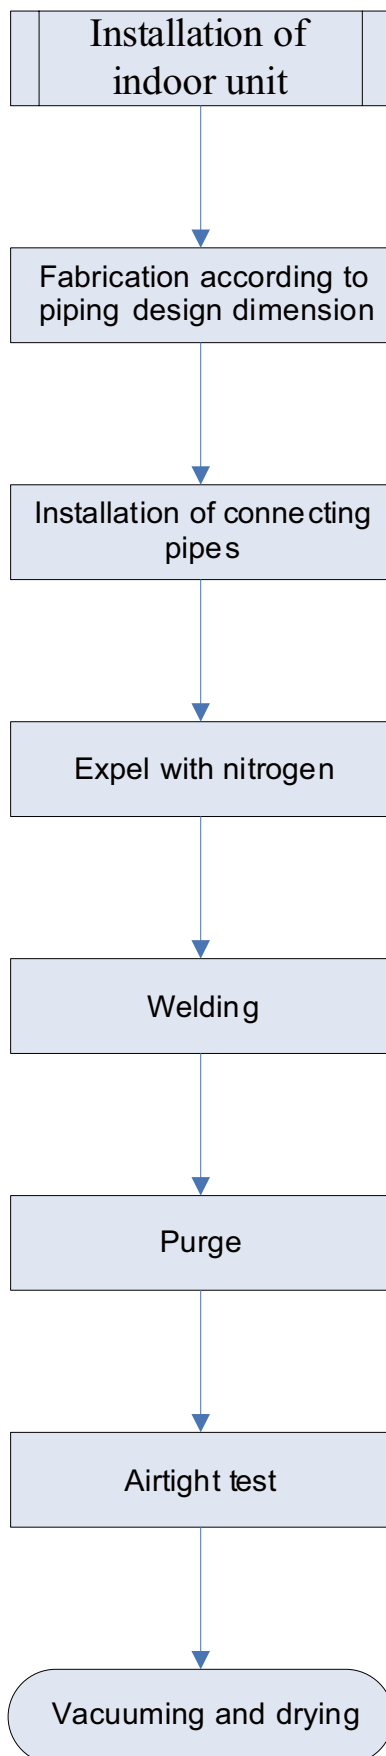 Installation of
indoor unit
Fabrication according to
piping design dimension
Installation of connecting
pipes
Expel with nitrogen
Welding
Purge
Airtight test
Vacuuming and drying